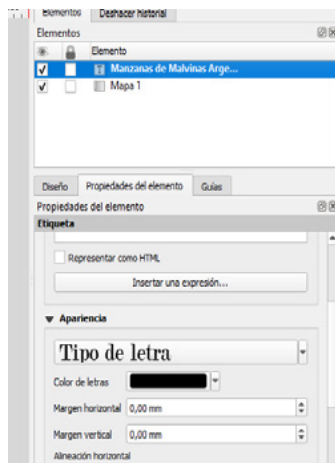 Elementos Deshacer historial
Elementos
Elemento
Manzanas de Malvinas Arge...
Mapa 1
Diseño Propiedades del elemento Guías
Propiedades del elemento
Etiqueta
Representar como HTML
Insertar una expresión...
Apariencia
Tipo de letra
Color de letras
Margen horizontal 0,00 mm
Margen vertical 0,00 mm
Alineación horizontal